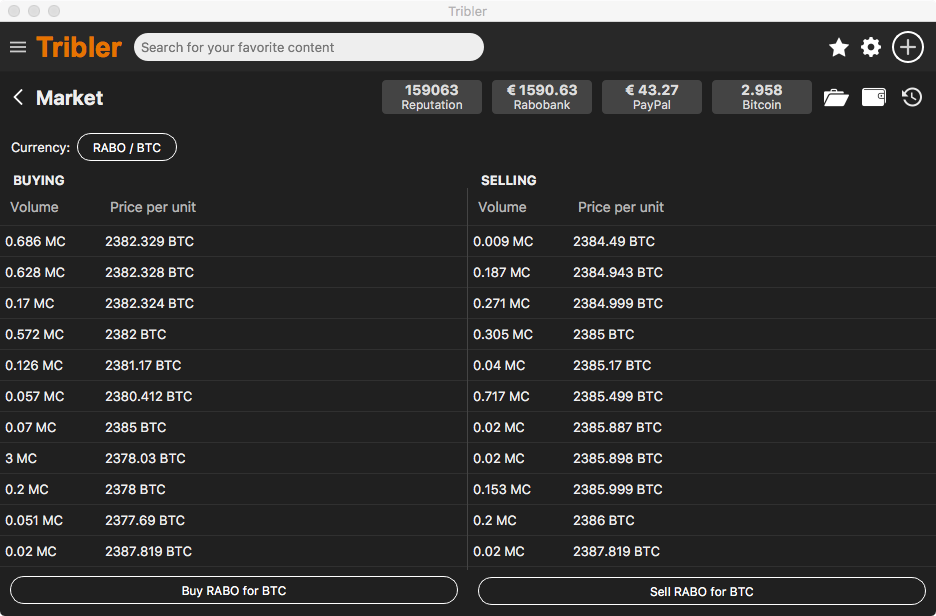 Tribler
Tribler Search for your favorite content
Market
159063 € 1590.63 € 43.27 2.958
Reputation Rabobank PayPal Bitcoin
Currency: RABO / BTC
BUYING SELLING
Volume Price per unit Volume Price per unit
0.686 MC 2382.329 BTC 0.009 MC 2384.49 BTC
0.628 MC 2382.328 BTC 0.187 MC 2384.943 BTC
0.17 MC 2382.324 BTC 0.271 MC 2384.999 BTC
0.572 MC 2382 BTC 0.305 MC 2385 BTC
0.126 MC 2381.17 BTC 0.04 MC 2385.17 BTC
0.057 MC 2380.412 BTC 0.717 MC 2385.499 BTC
0.07 MC 2385 BTC 0.02 MC 2385.887 BTC
3 MC 2378.03 BTC 0.02 MC 2385.898 BTC
0.2 MC 2378 BTC 0.153 MC 2385.999 BTC
0.051 MC 2377.69 BTC 0.2 MC 2386 BTC
0.02 MC 2387.819 BTC 0.02 MC 2387.819 BTC
Buy RABO for BTC Sell RABO for BTC